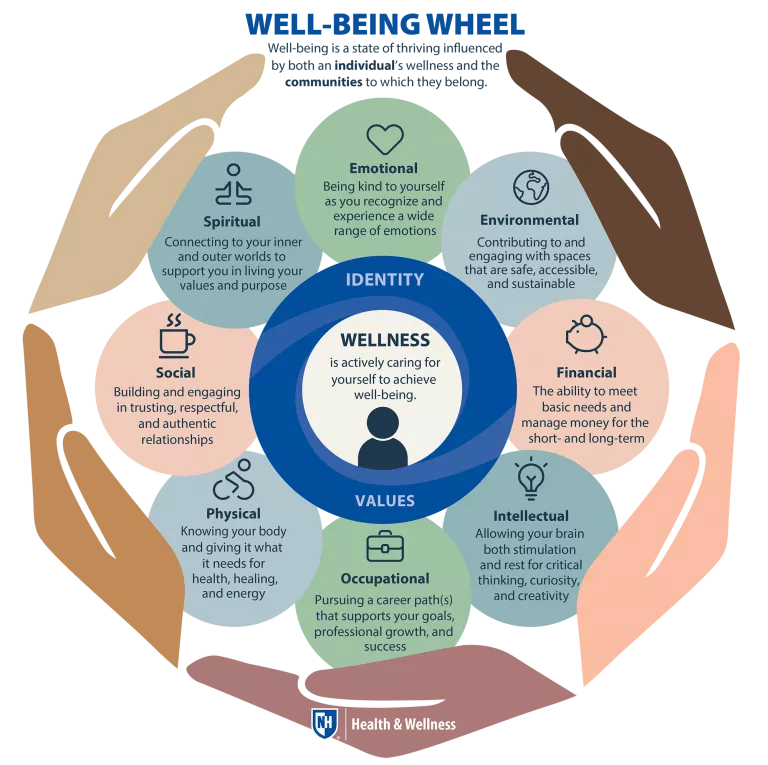 WELL-BEING WHEEL
Well-being is a state of thriving influenced
by both an individual's wellness and the
communities to which they belong.
Emotional
Being kind to yourself
as you recognize and
experience a wide
range of emotions
Environmental
Contributing to and
engaging with spaces
that are safe, accessible,
and sustainable
Financial
The ability to meet
basic needs and
manage money for the
short- and long-term
Intellectual
Allowing your brain
both stimulation
and rest for critical
thinking, curiosity,
and creativity
Occupational
Pursuing a career path(s)
that supports your goals,
professional growth, and
success
Physical
Knowing your body
and giving it what
it needs for
health, healing,
and energy
Social
Building and engaging
in trusting, respectful,
and authentic
relationships
Spiritual
Connecting to your inner
and outer worlds to
support you in living your
values and purpose
IDENTITY
WELLNESS
is actively caring for
yourself to achieve
well-being.
VALUES
NH
Health & Wellness